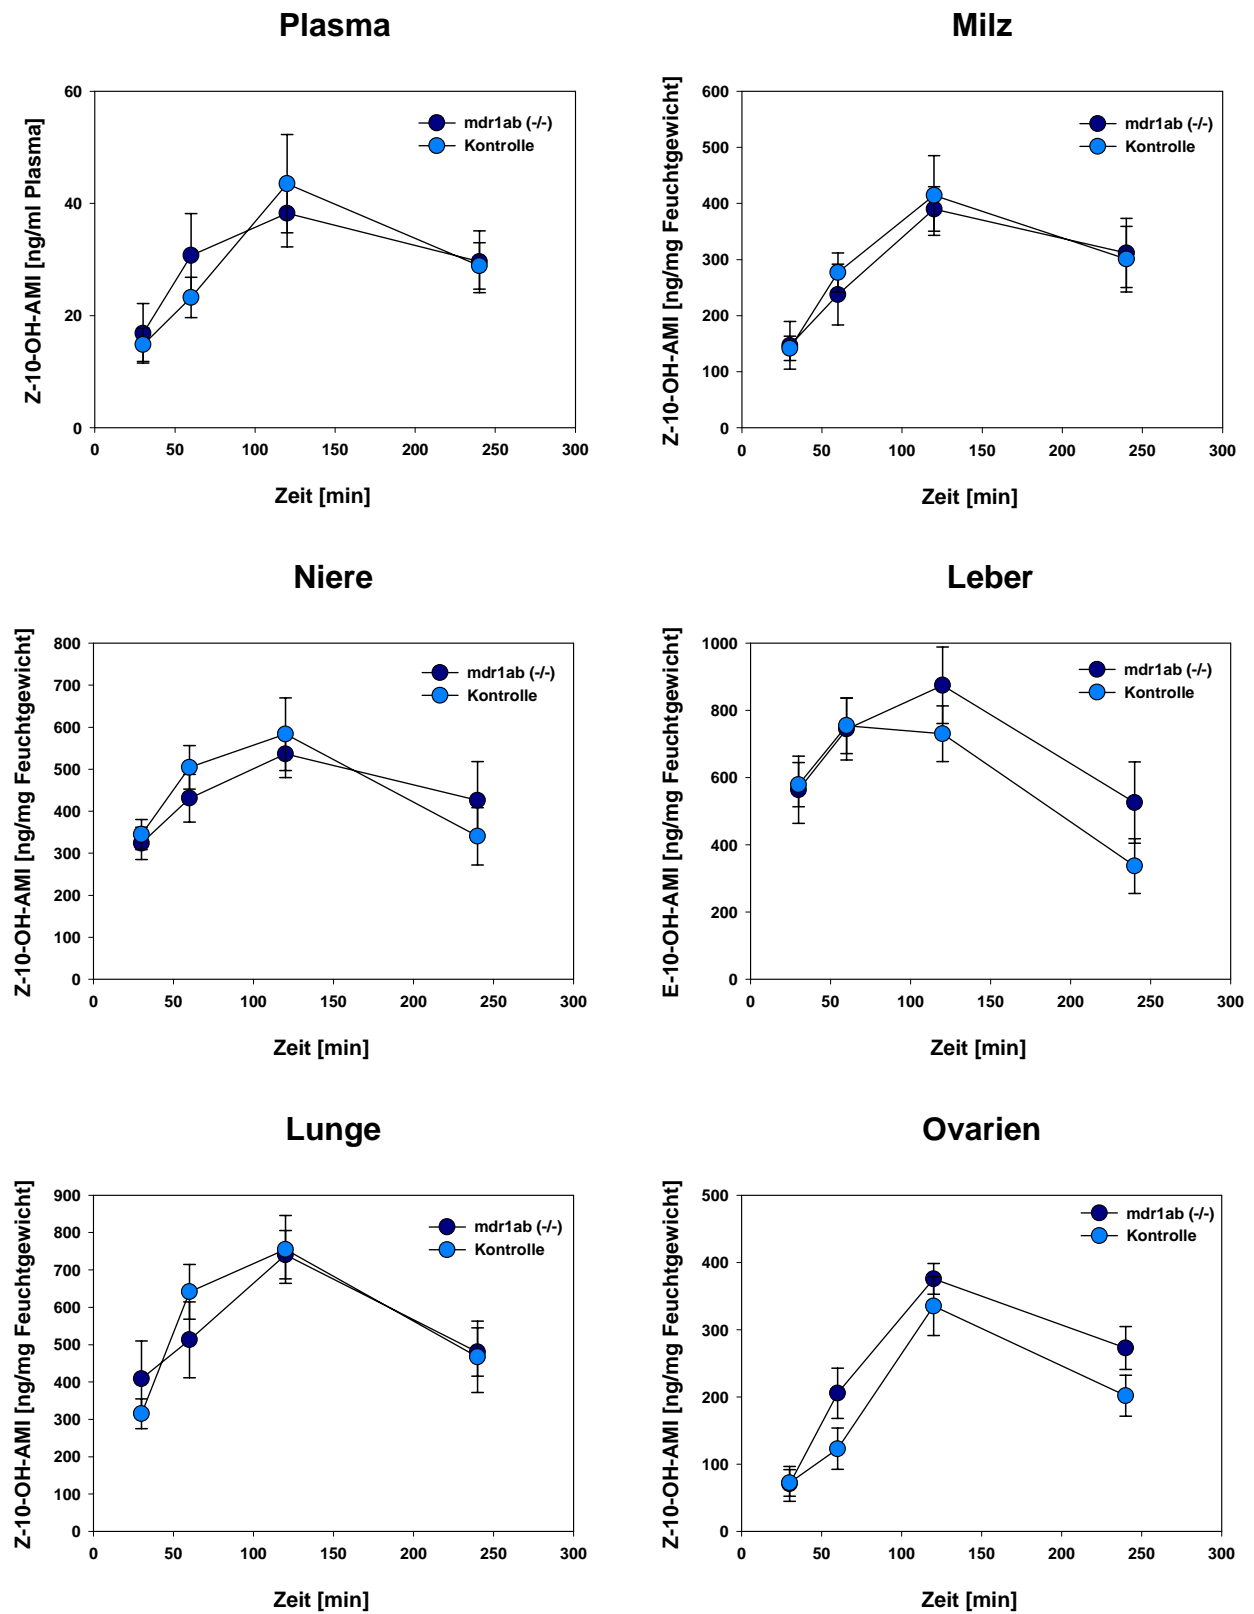 Plasma
Z-10-OH-AMI [ng/ml Plasma]
60
40
20
0
mdr1ab (-/-)
Kontrolle
0 50 100 150 200 250 300
Zeit [min]
Milz
Z-10-OH-AMI [ng/mg Feuchtgewicht]
600
500
400
300
200
100
0
mdr1ab (-/-)
Kontrolle
0 50 100 150 200 250 300
Zeit [min]
Niere
Z-10-OH-AMI [ng/mg Feuchtgewicht]
800
700
600
500
400
300
200
100
0
mdr1ab (-/-)
Kontrolle
0 50 100 150 200 250 300
Zeit [min]
Leber
E-10-OH-AMI [ng/mg Feuchtgewicht]
1000
800
600
400
200
0
mdr1ab (-/-)
Kontrolle
0 50 100 150 200 250 300
Zeit [min]
Lunge
Z-10-OH-AMI [ng/mg Feuchtgewicht]
900
800
700
600
500
400
300
200
100
0
mdr1ab (-/-)
Kontrolle
0 50 100 150 200 250 300
Zeit [min]
Ovarien
Z-10-OH-AMI [ng/mg Feuchtgewicht]
500
400
300
200
100
0
mdr1ab (-/-)
Kontrolle
0 50 100 150 200 250 300
Zeit [min]